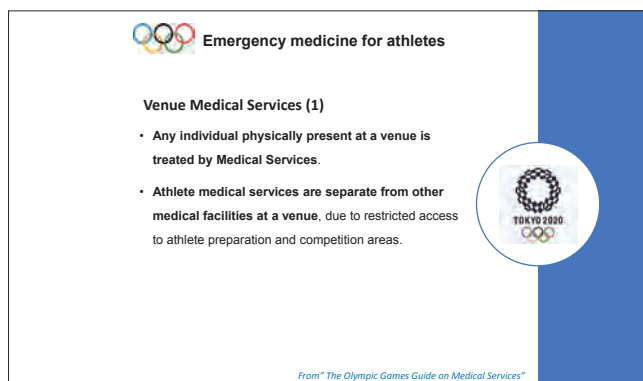 Emergency medicine for athletes
Venue Medical Services (1)
• Any individual physically present at a venue is
treated by Medical Services.
• Athlete medical services are separate from other
medical facilities at a venue, due to restricted access
to athlete preparation and competition areas.
TOKYO 2020
From" The Olympic Games Guide on Medical Services"